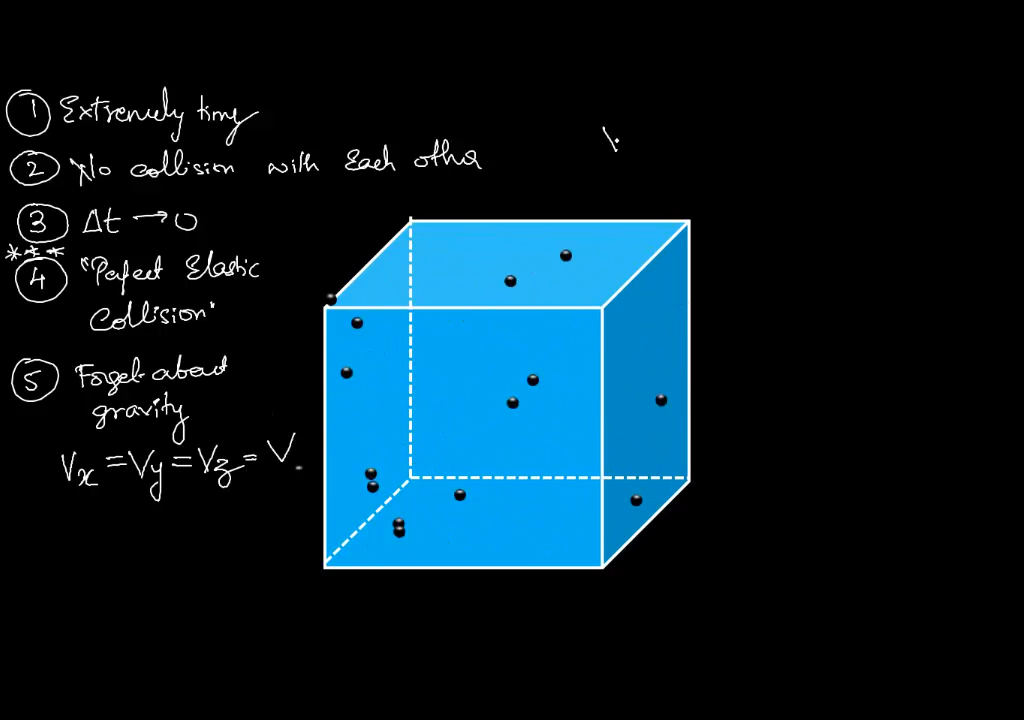 ① Extremely tiny
② No collision with Each other
③ Δt → 0
***
④ "Perfect Elastic
Collision"
⑤ Forget about
gravity
Vx = Vy = Vz = V